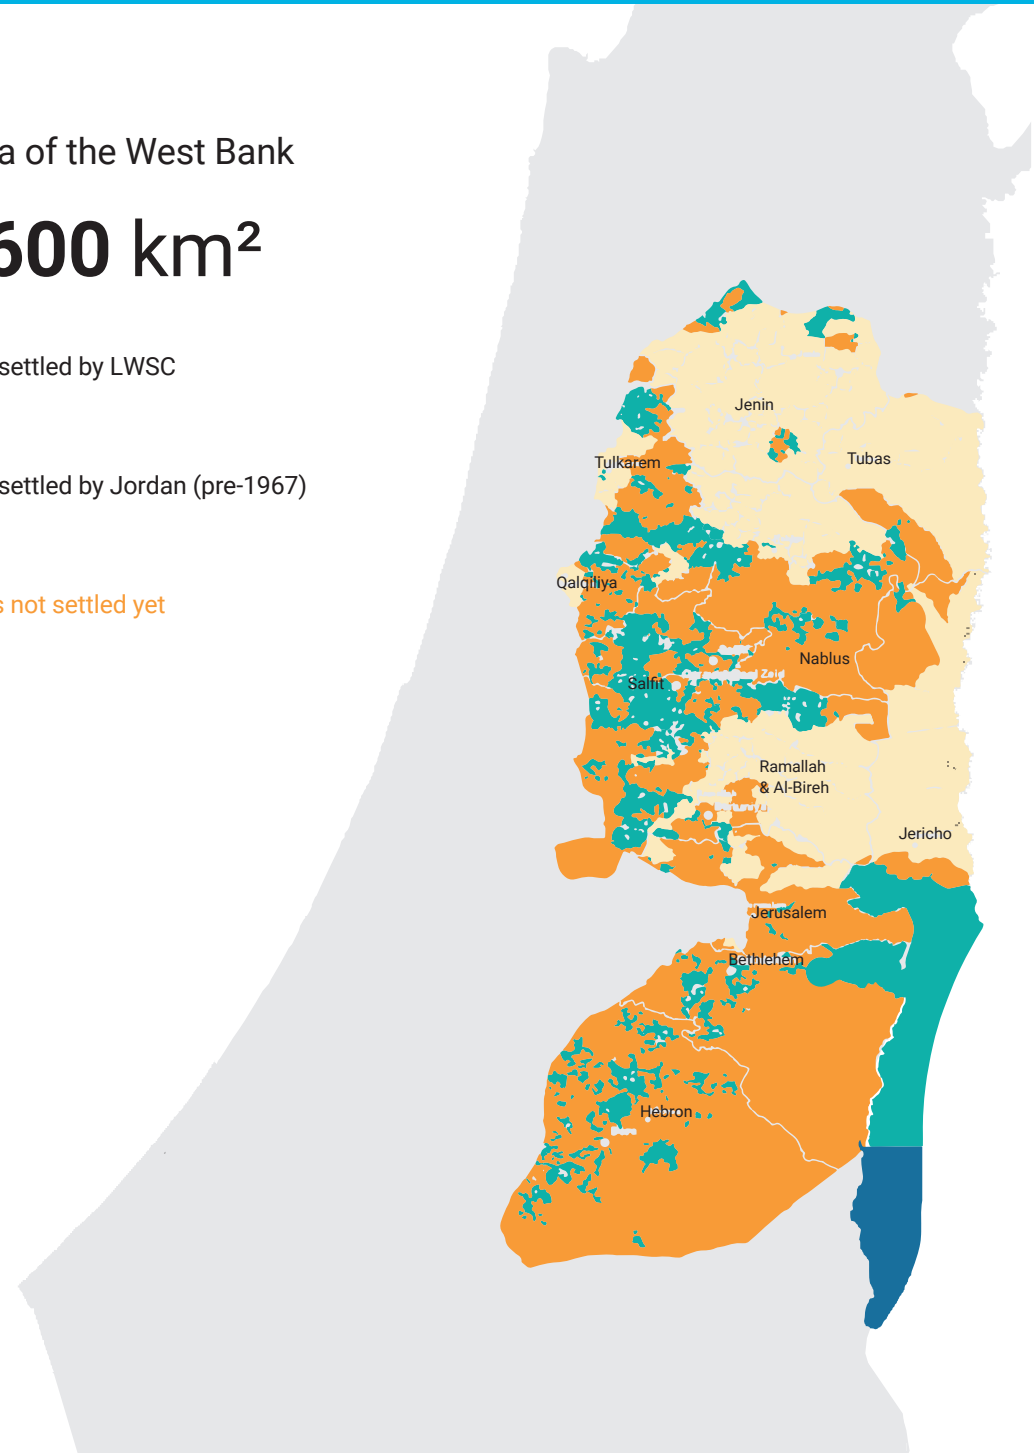 a of the West Bank
600 km²
settled by LWSC
settled by Jordan (pre-1967)
s not settled yet
Jenin
Tubas
Tulkarem
Qalqiliya
Nablus
Salfit
Ramallah
& Al-Bireh
Jericho
Jerusalem
Bethlehem
Hebron